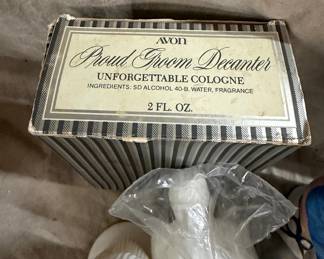 AVON
Proud Groom Decanter
UNFORGETTABLE COLOGNE
INGREDIENTS: SD ALCOHOL 40-B, WATER, FRAGRANCE
2 FL. OZ.